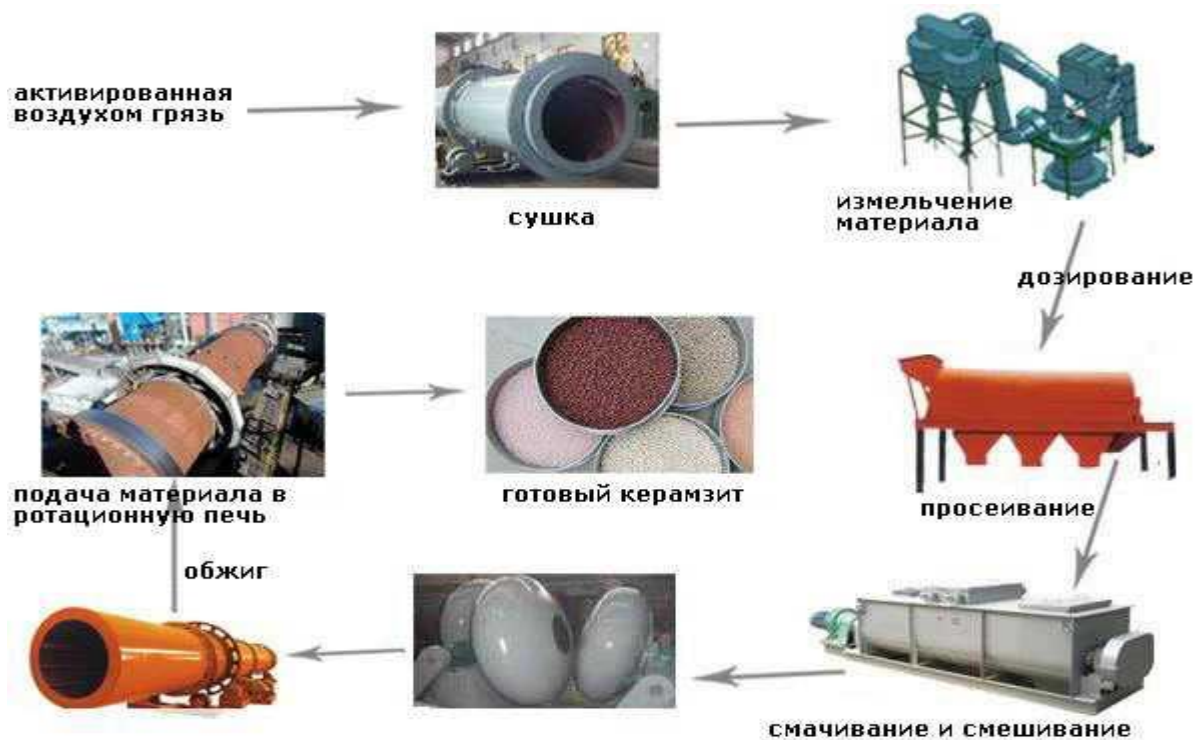 активированная
воздухом грязь
сушка
измельчение
материала
дозирование
просеивание
смачивание и смешивание
обжиг
подача материала в
ротационную печь
готовый керамзит